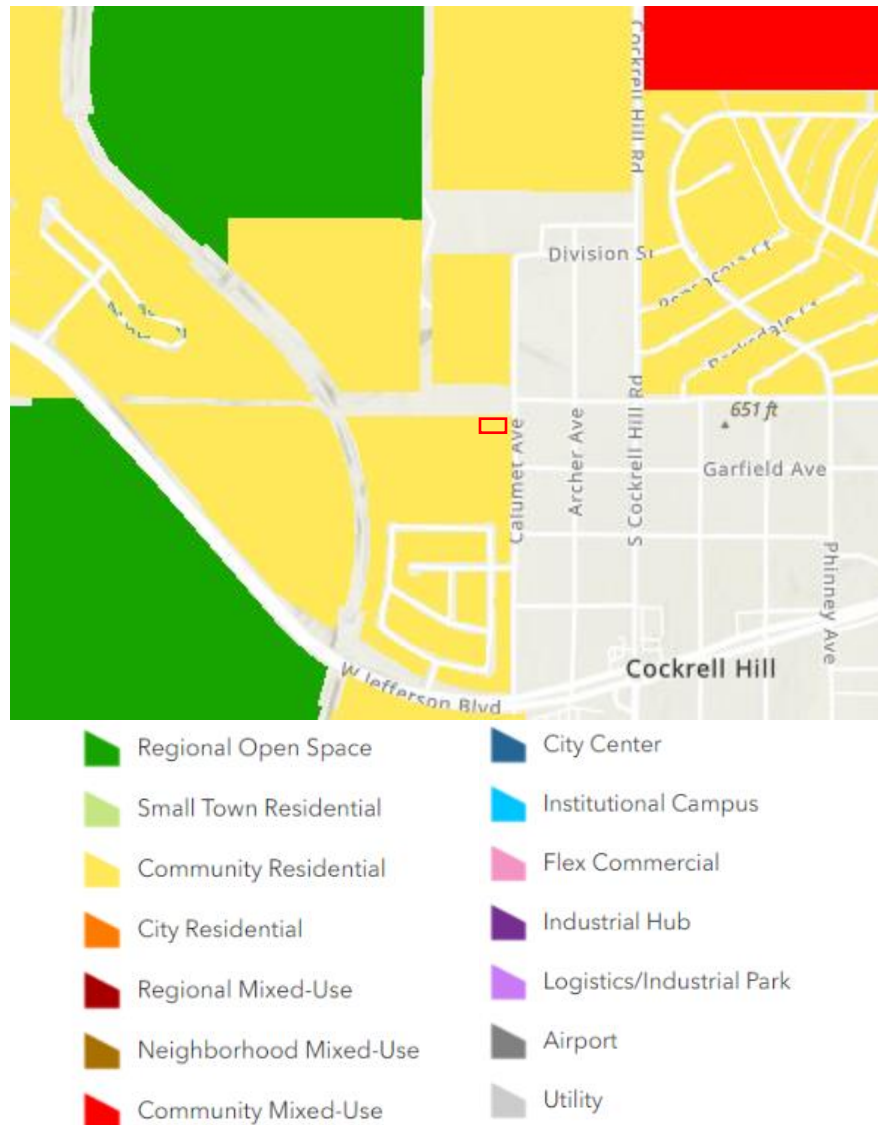 Cockrell Hill Rd
Division St
651 ft
Calumet Ave
Archer Ave
S Cockrell Hill Rd
Garfield Ave
Phinney Ave
Cockrell Hill
W Jefferson Blvd
Regional Open Space
Small Town Residential
Community Residential
City Residential
Regional Mixed-Use
Neighborhood Mixed-Use
Community Mixed-Use
City Center
Institutional Campus
Flex Commercial
Industrial Hub
Logistics/Industrial Park
Airport
Utility